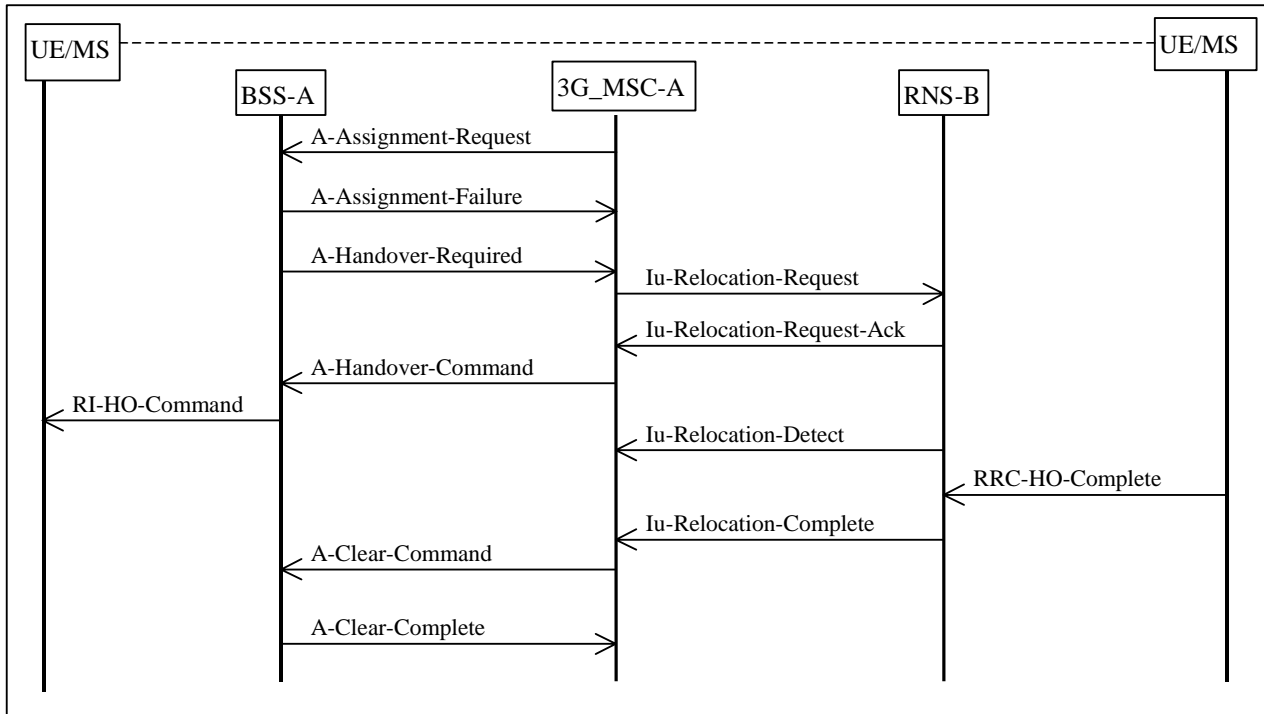 UE/MS
UE/MS
BSS-A
3G_MSC-A
RNS-B
A-Assignment-Request
A-Assignment-Failure
A-Handover-Required
Iu-Relocation-Request
Iu-Relocation-Request-Ack
A-Handover-Command
RI-HO-Command
Iu-Relocation-Detect
RRC-HO-Complete
Iu-Relocation-Complete
A-Clear-Command
A-Clear-Complete